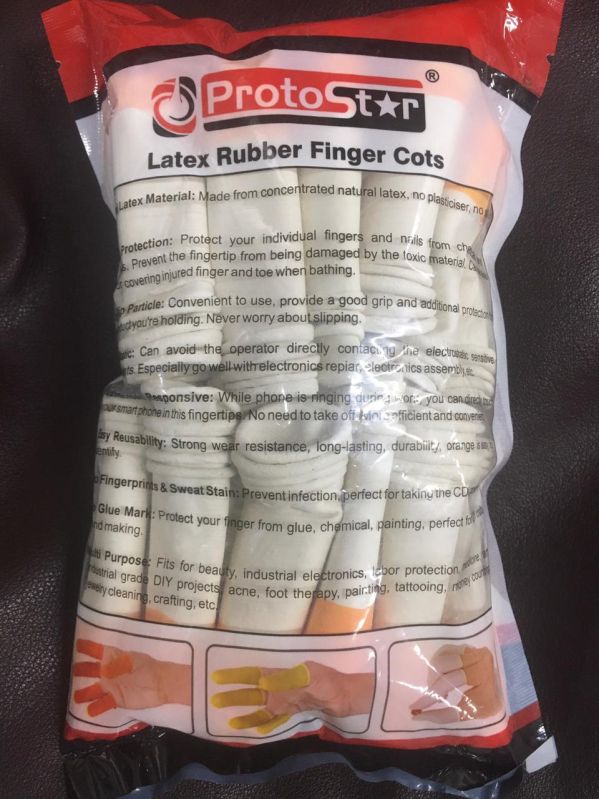 ProtoStar ®
Latex Rubber Finger Cots
Latex Material: Made from concentrated natural latex, no plasticiser, no
Protection: Protect your individual fingers and nails from
Prevent the fingertip from being damaged by the toxic material.
covering injured finger and toe when bathing.
Particle: Convenient to use, provide a good grip and additional protection
you're holding. Never worry about slipping.
Can avoid the operator directly contacting the electrostatic sensitive
Especially go well with electronics repiar, electronics assembly, etc.
Responsive: While phone is ringing during work, you can
smart phone in this fingertips. No need to take off. More efficient and convenient.
Easy Reusability: Strong wear resistance, long-lasting, durability, orange is easy to
identify.
Fingerprints & Sweat Stain: Prevent infection, perfect for taking the CD
Glue Mark: Protect your finger from glue, chemical, painting, perfect for
and making.
Multi Purpose: Fits for beauty, industrial electronics, labor protection, medicine
industrial grade DIY projects, acne, foot therapy, painting, tattooing, money counting
jewelry cleaning, crafting, etc.